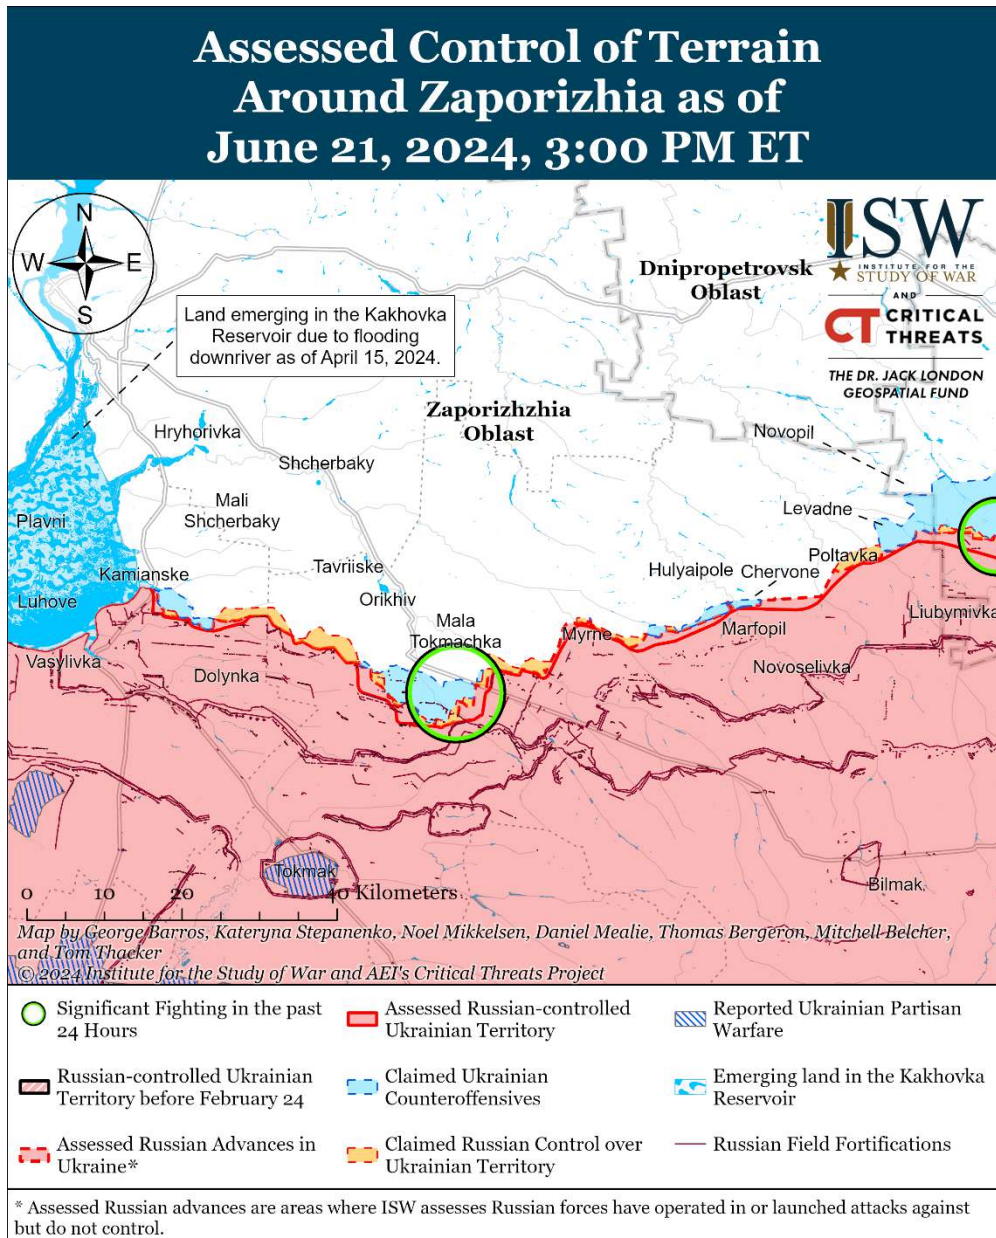 Assessed Control of Terrain
Around Zaporizhia as of
June 21, 2024, 3:00 PM ET
N
W
E
S
ISW
INSTITUTE FOR THE
STUDY OF WAR
AND
CT CRITICAL
THREATS
THE DR. JACK LONDON
GEOSPATIAL FUND
Dnipropetrovsk
Oblast
Land emerging in the Kakhovka
Reservoir due to flooding
downriver as of April 15, 2024.
Zaporizhzhia
Oblast
Hryhorivka
Novopil
Shcherbaky
Mali
Shcherbaky
Levadne
Plavni
Poltavka
Tavriiske
Kamianske
Hulyaipole
Chervone
Orikhiv
Luhove
Liubymivka
Mala
Tokmachka
Myrne
Marfopil
Vasylivka
Dolynka
Novoselivka
Tokmak
Bilmak
0
10
20
40 Kilometers
Map by George Barros, Kateryna Stepanenko, Noel Mikkelsen, Daniel Mealie, Thomas Bergeron, Mitchell Belcher,
and Tom Thacker
© 2024 Institute for the Study of War and AEI's Critical Threats Project
Significant Fighting in the past
24 Hours
Assessed Russian-controlled
Ukrainian Territory
Reported Ukrainian Partisan
Warfare
Russian-controlled Ukrainian
Territory before February 24
Claimed Ukrainian
Counteroffensives
Emerging land in the Kakhovka
Reservoir
Assessed Russian Advances in
Ukraine*
Claimed Russian Control over
Ukrainian Territory
Russian Field Fortifications
* Assessed Russian advances are areas where ISW assesses Russian forces have operated in or launched attacks against
but do not control.